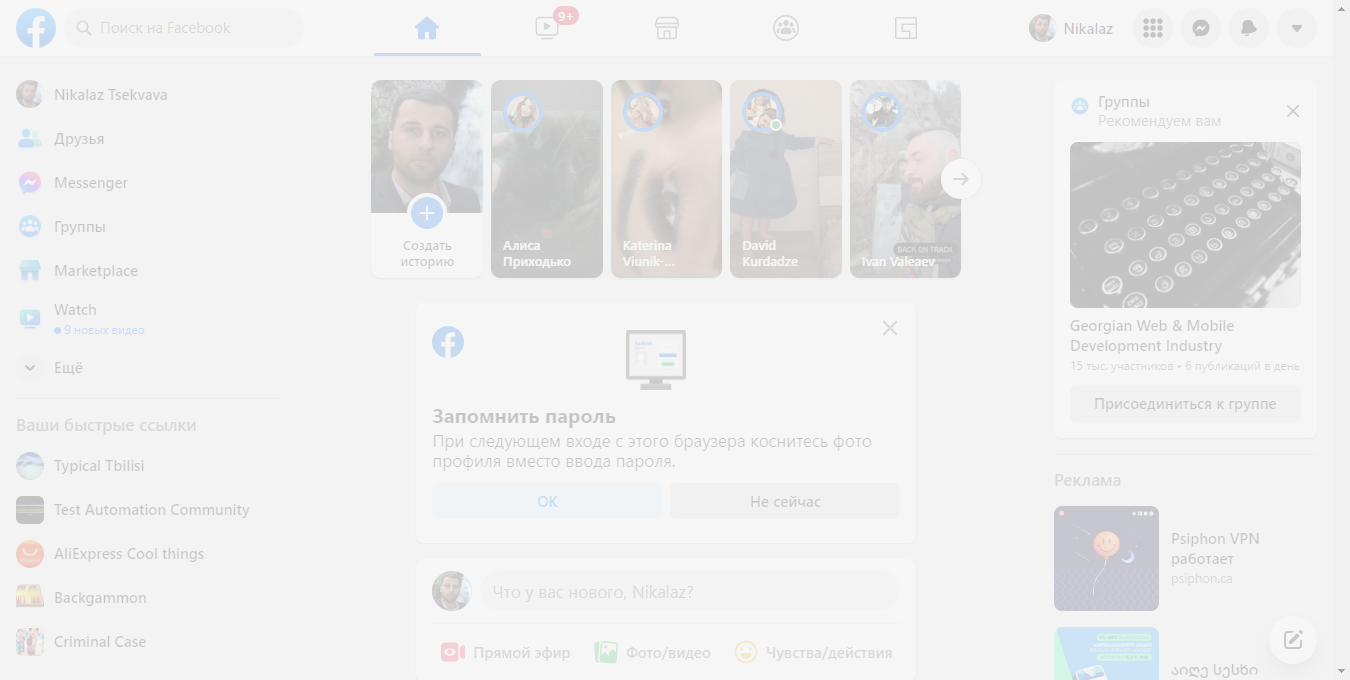 Поиск на Facebook
9+
Nikalaz
Nikalaz Tsekvava
Друзья
Messenger
Группы
Marketplace
Watch
9 новых видео
Ещё
Ваши быстрые ссылки
Typical Tbilisi
Test Automation Community
AliExpress Cool things
Backgammon
Criminal Case
Создать
историю
Алиса
Приходько
Katerina
Viunik-...
David
Kurdadze
BACK ON TRACK
Ivan Valeaev
Запомнить пароль
При следующем входе с этого браузера коснитесь фото
профиля вместо ввода пароля.
ОК
Не сейчас
Что у вас нового, Nikalaz?
Прямой эфир
Фото/видео
Чувства/действия
Группы
Рекомендуем вам
Georgian Web & Mobile
Development Industry
15 тыс. участников • 6 публикаций в день
Присоединиться к группе
Реклама
Psiphon VPN
работает
psiphon.ca
აიღე სესხი